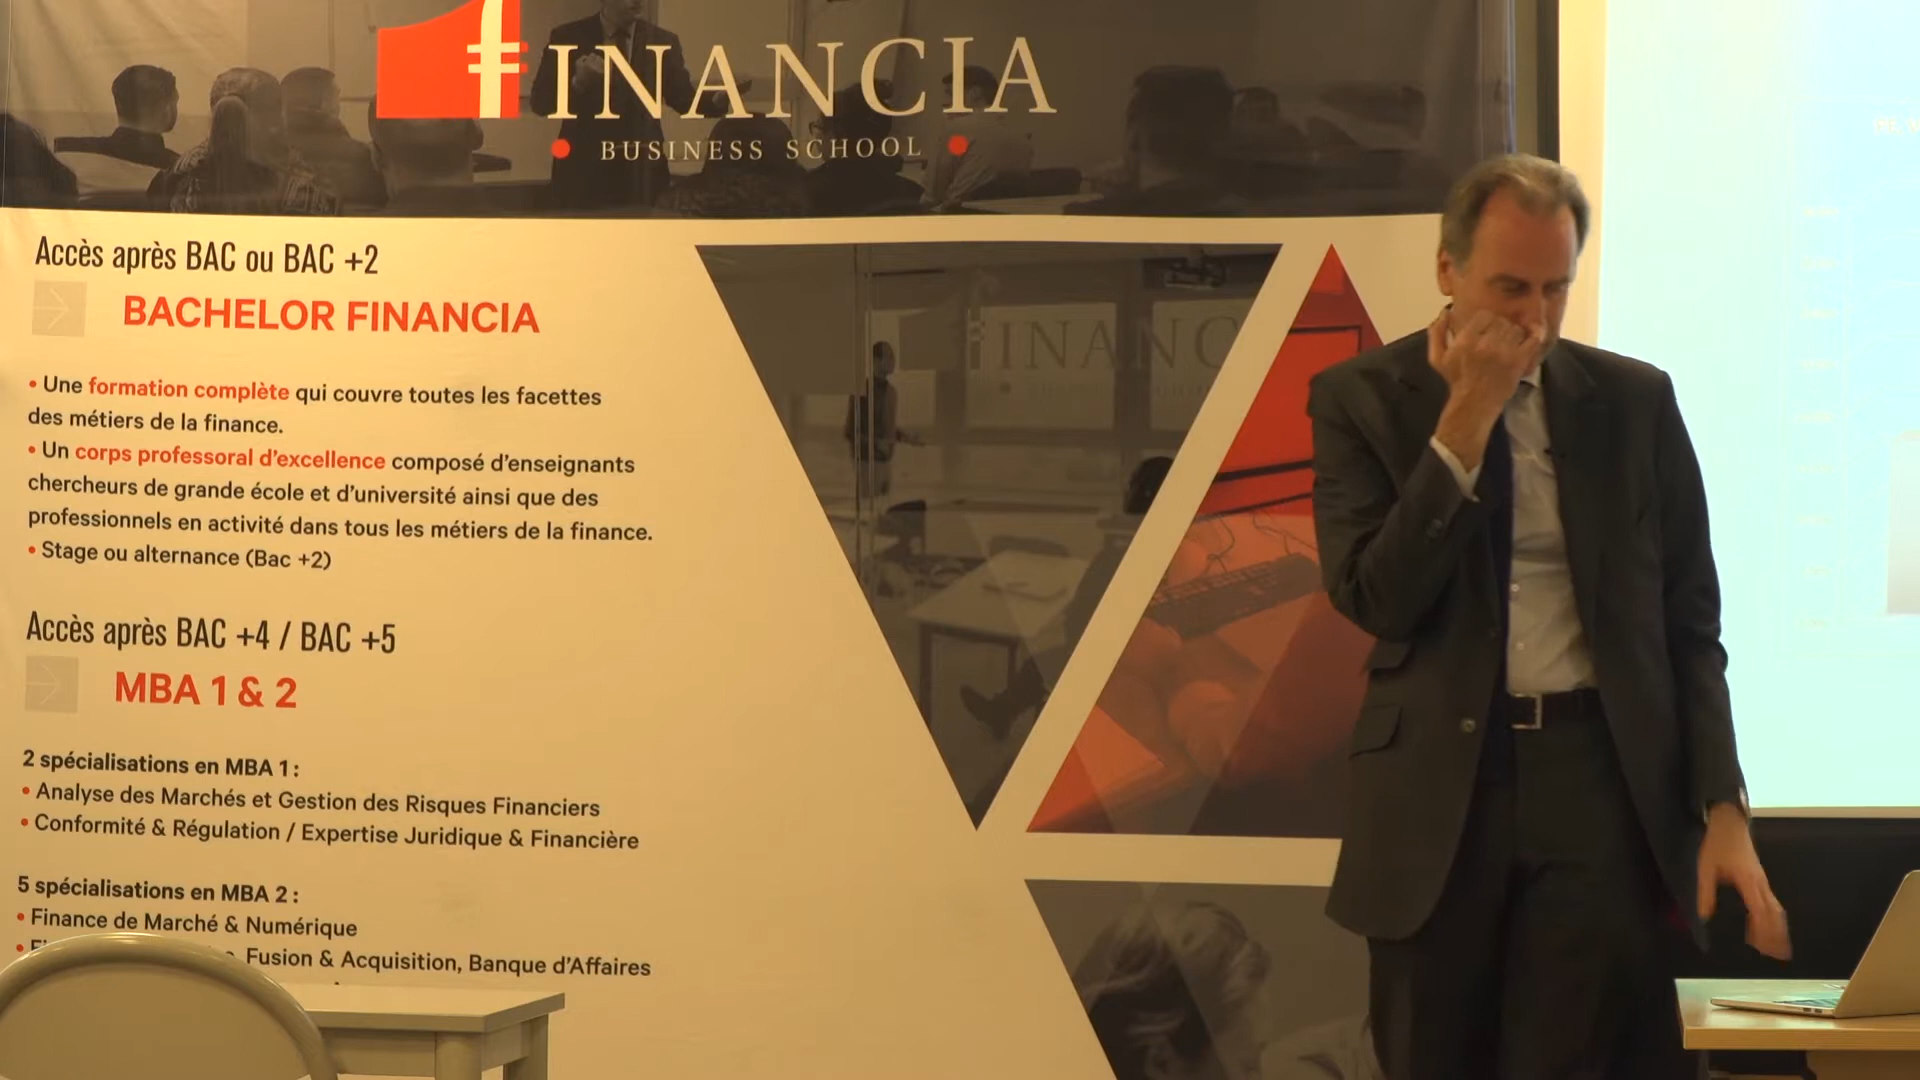 FINANCIA
BUSINESS SCHOOL
Accès après BAC ou BAC +2
BACHELOR FINANCIA
• Une formation complète qui couvre toutes les facettes
des métiers de la finance.
• Un corps professoral d'excellence composé d'enseignants
chercheurs de grande école et d'université ainsi que des
professionnels en activité dans tous les métiers de la finance.
• Stage ou alternance (Bac +2)
Accès après BAC +4 / BAC +5
MBA 1 & 2
2 spécialisations en MBA 1 :
• Analyse des Marchés et Gestion des Risques Financiers
• Conformité & Régulation / Expertise Juridique & Financière
5 spécialisations en MBA 2 :
• Finance de Marché & Numérique
• Fusion & Acquisition, Banque d'Affaires
FINANC